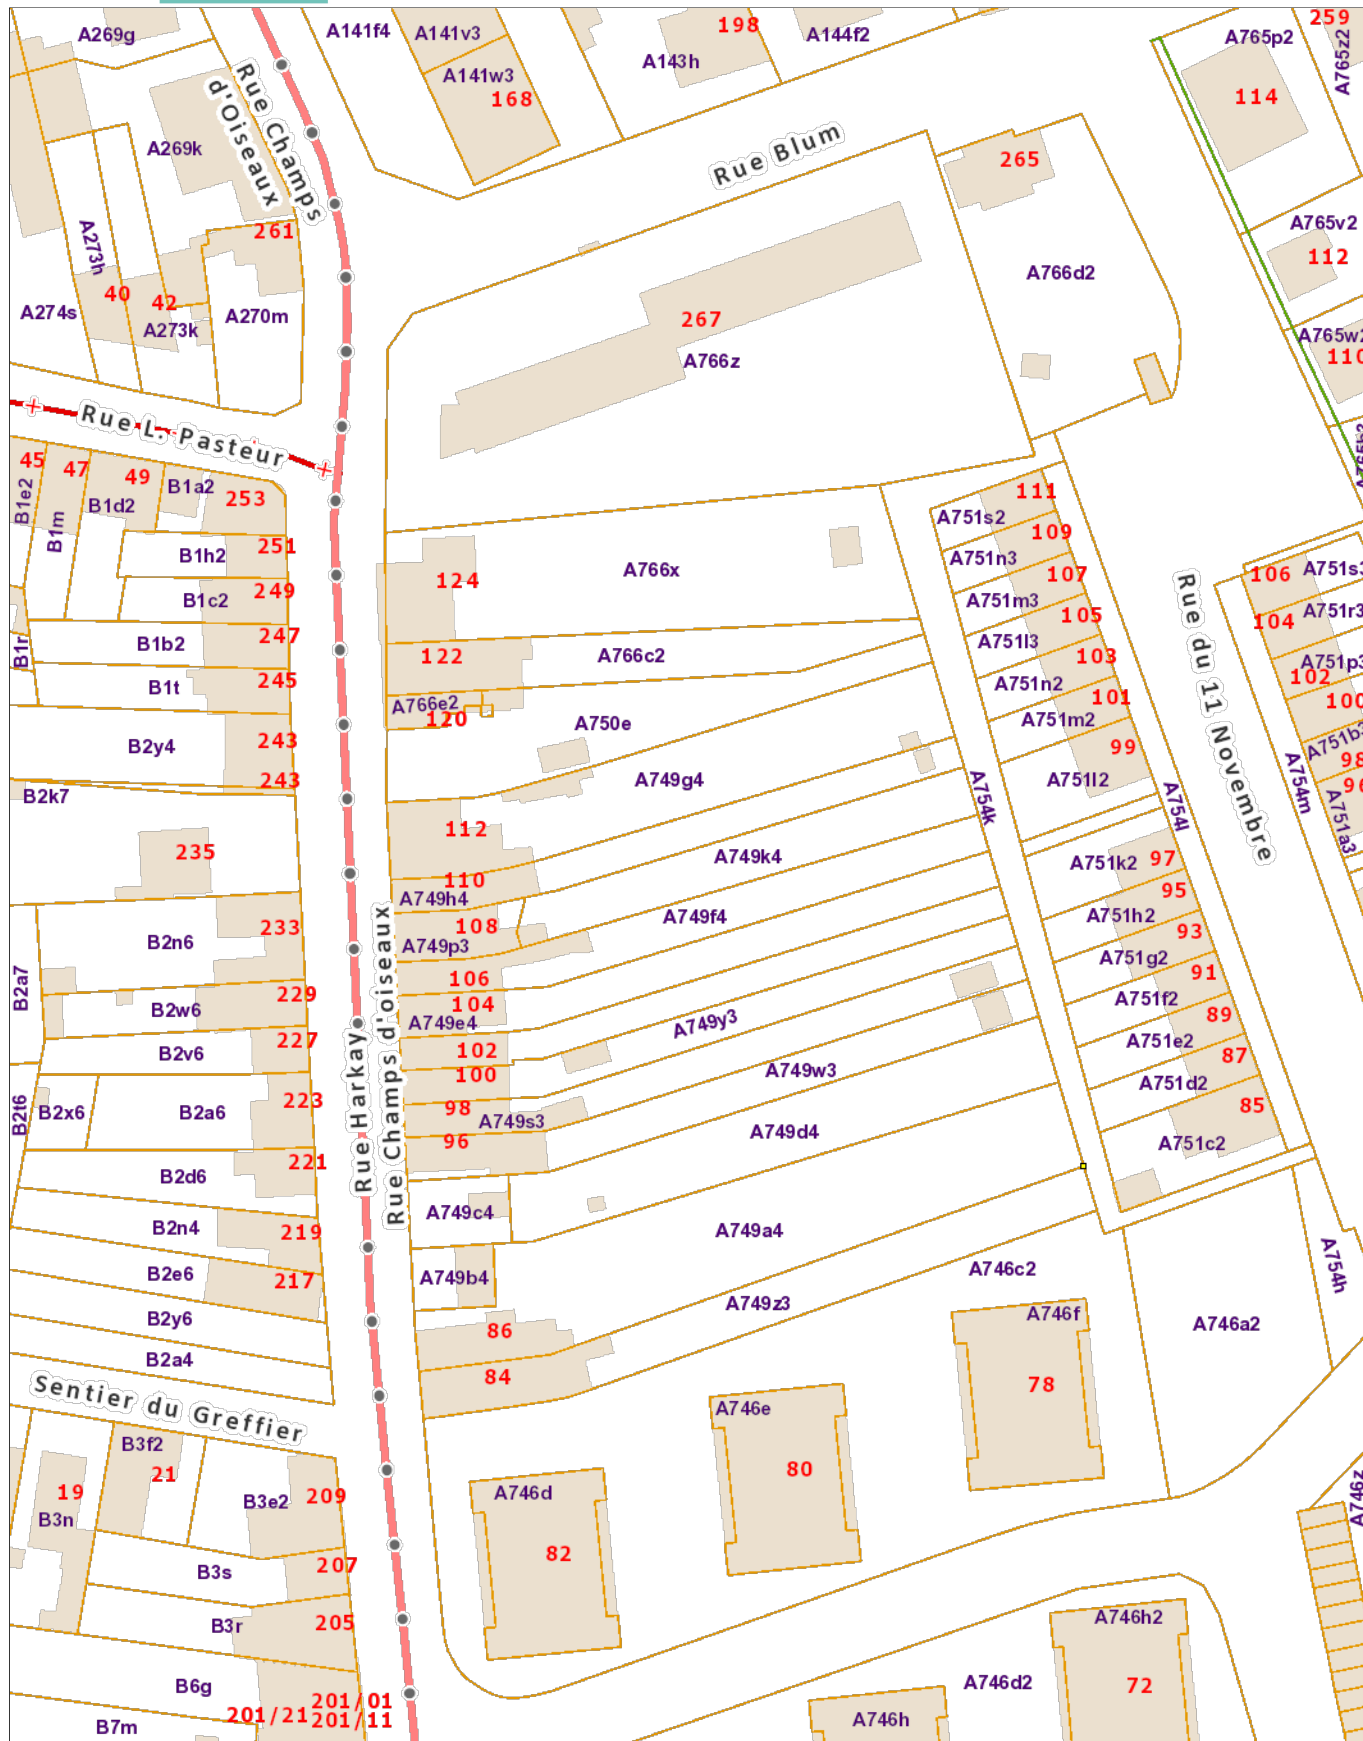 A269g
A141f4
A141v3
198
A144f2
259
A765p2
A765z2
A143h
A141w3
168
114
Rue Champs
d'Oiseaux
A269k
Rue Blum
265
261
A273h
A765v2
112
A766d2
40
42
A274s
A273k
A270m
267
A766z
A765w2
110
Rue L. Pasteur
45
47
49
B1e2
B1m
B1d2
B1a2
253
111
A751s2
109
251
B1h2
A751n3
124
A766x
107
106
A751s3
249
B1c2
A751m3
105
104
A751r3
247
B1b2
A751l3
B1r
122
A766c2
103
A751p3
102
245
B1t
A751n2
101
100
A766e2
120
A750e
A751m2
Rue du 11 Novembre
243
B2y4
99
A751b3
98
243
A749g4
A751l2
96
B2k7
A754k
A754l
A754m
A751a3
112
235
A749k4
A751k2
97
110
A749h4
95
108
A749f4
A751h2
233
B2n6
A749p3
93
A751g2
B2a7
106
91
229
104
A751f2
B2w6
A749e4
A749y3
89
227
B2v6
102
A751e2
87
100
A749w3
A751d2
B2t6
B2x6
B2a6
223
98
A749s3
85
96
A749d4
A751c2
Rue Harkay
Rue Champs d'oiseaux
221
B2d6
A749c4
B2n4
219
A749a4
A754h
B2e6
217
A749b4
A746c2
A749z3
A746f
B2y6
86
A746a2
B2a4
84
78
Sentier du Greffier
A746e
B3f2
21
80
19
B3n
B3e2
209
A746d
A746z
82
207
B3s
205
B3r
A746h2
B6g
A746d2
72
201/01
201/21
201/11
B7m
A746h